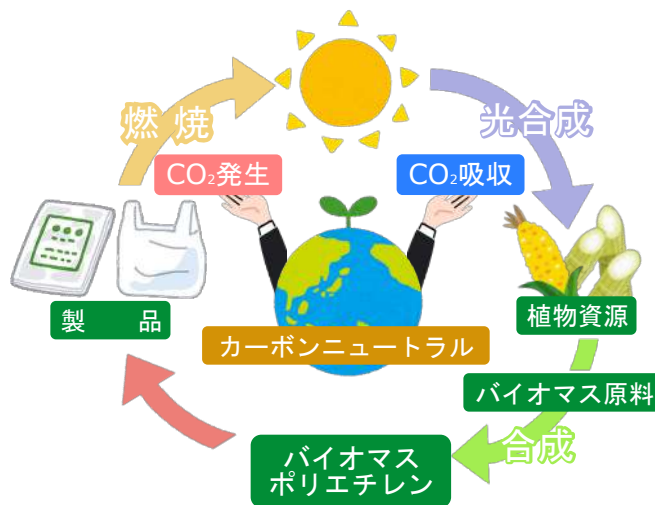 燃焼
光合成
CO₂発生
CO₂吸収
製品
植物資源
カーボンニュートラル
バイオマス原料
合成
バイオマス
ポリエチレン